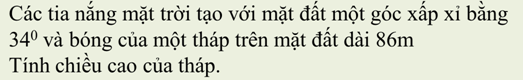 Các tia nắng mặt trời tạo với mặt đất một góc xấp xỉ bằng
34⁰ và bóng của một tháp trên mặt đất dài 86m
Tính chiều cao của tháp.